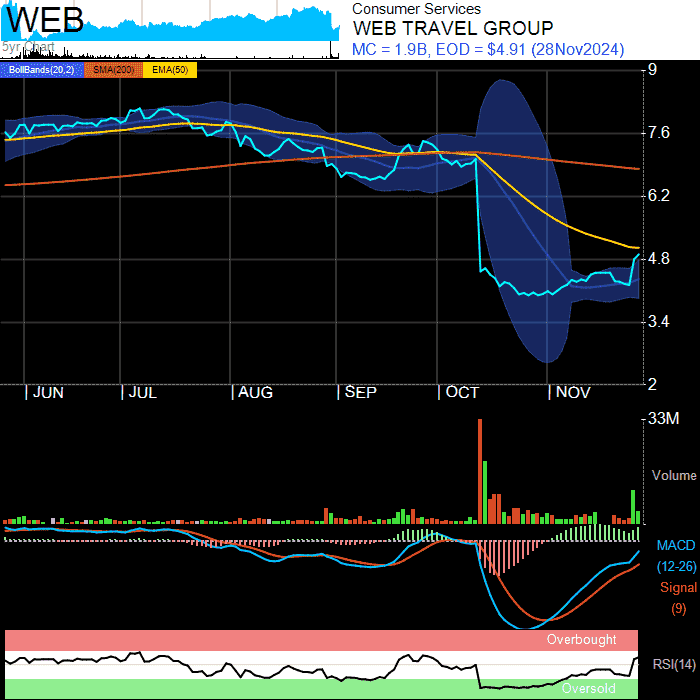 WEB
5yr Chart
Consumer Services
WEB TRAVEL GROUP
MC = 1.9B, EOD = $4.91 (28Nov2024)
BollBands(20,2) SMA(200) EMA(50)
9
7.6
6.2
4.8
3.4
2
JUN JUL AUG SEP OCT NOV
33M
Volume
MACD
(12-26)
Signal
(9)
Overbought
RSI(14)
Oversold